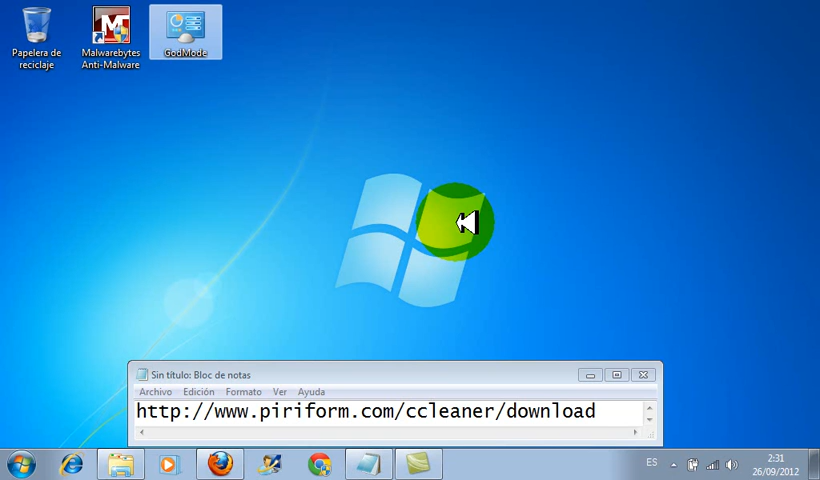 Papelera de
reciclaje
Malwarebytes
Anti-Malware
GodMode
Sin título: Bloc de notas
Archivo Edición Formato Ver Ayuda
http://www.piriform.com/ccleaner/download
ES
2:31
26/09/2012